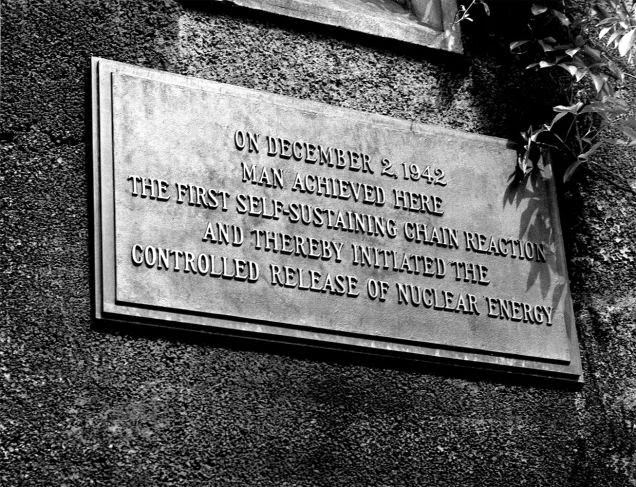 ON DECEMBER 2, 1942
MAN ACHIEVED HERE
THE FIRST SELF-SUSTAINING CHAIN REACTION
AND THEREBY INITIATED THE
CONTROLLED RELEASE OF NUCLEAR ENERGY